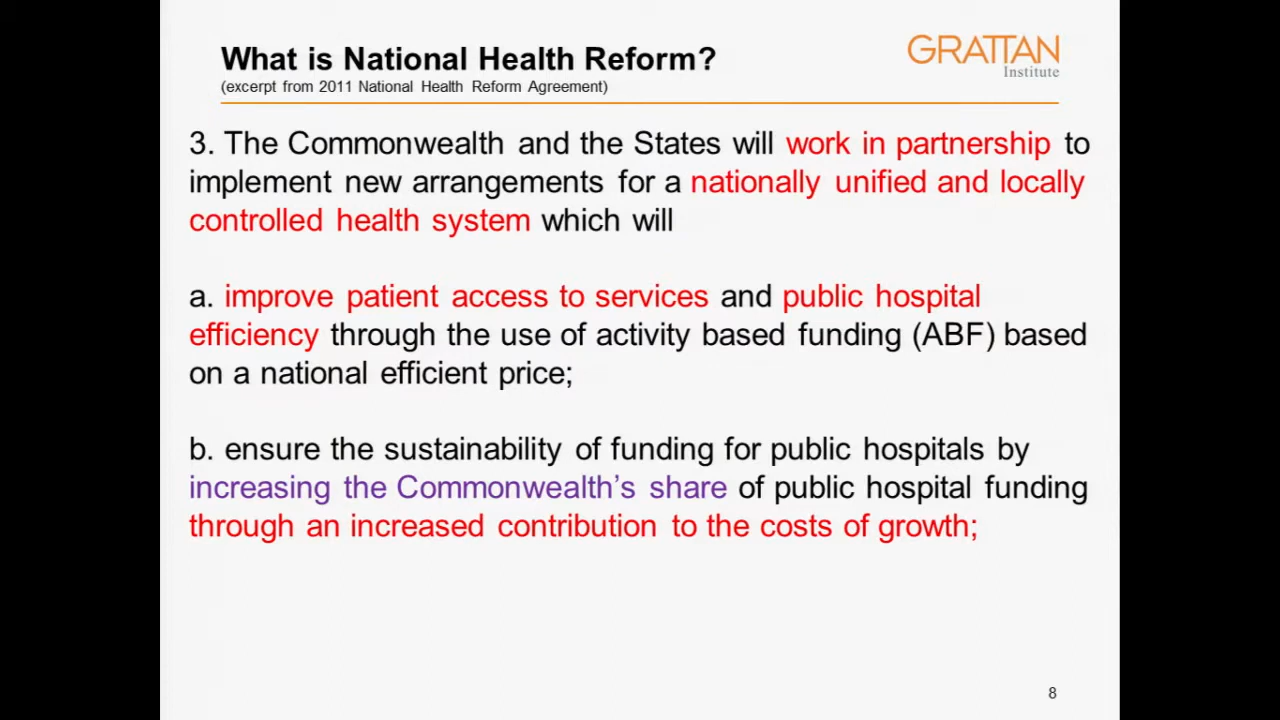 What is National Health Reform?
(excerpt from 2011 National Health Reform Agreement)
GRATTAN
Institute
3. The Commonwealth and the States will work in partnership to
implement new arrangements for a nationally unified and locally
controlled health system which will
a. improve patient access to services and public hospital
efficiency through the use of activity based funding (ABF) based
on a national efficient price;
b. ensure the sustainability of funding for public hospitals by
increasing the Commonwealth’s share of public hospital funding
through an increased contribution to the costs of growth;
8